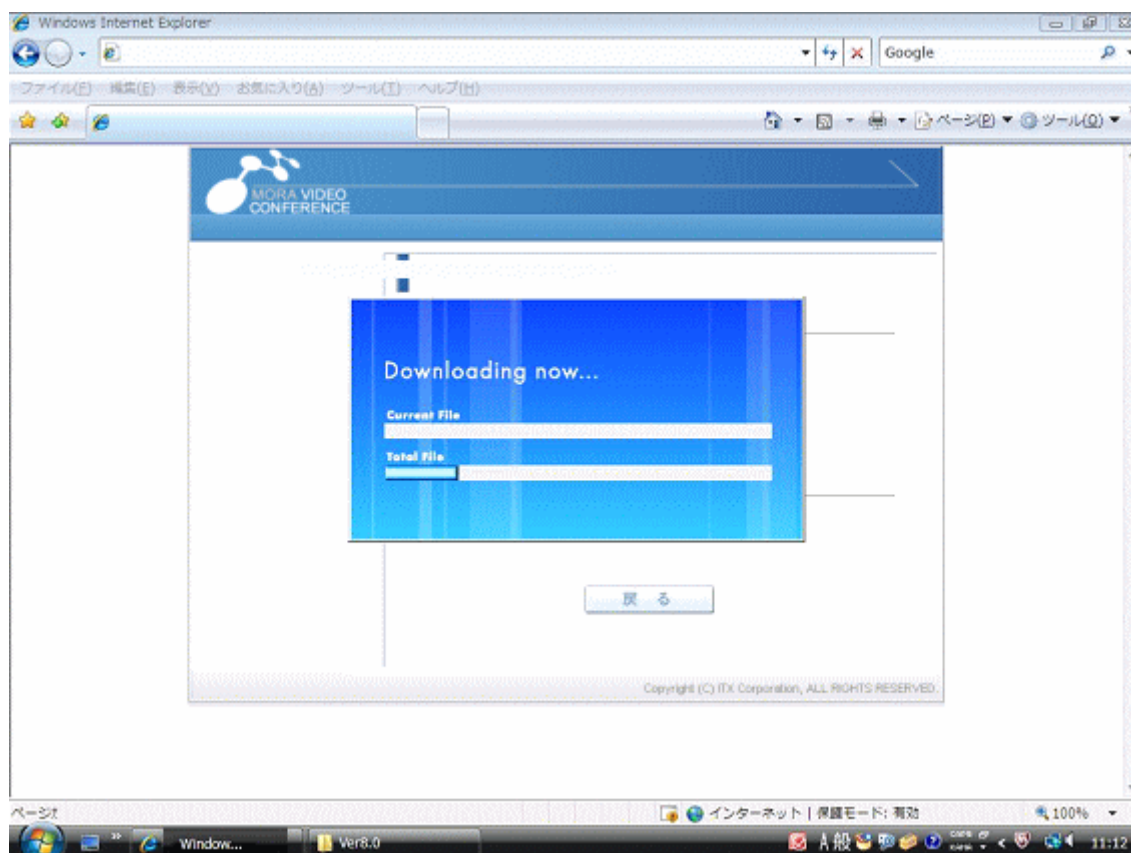 Windows Internet Explorer
Google
ファイル(F) 編集(E) 表示(V) お気に入り(A) ツール(T) ヘルプ(H)
ページ(P) ツール(O)
MORA VIDEO
CONFERENCE
Downloading now...
Current File
Total File
戻 る
Copyright (C) ITX Corporation, ALL RIGHTS RESERVED.
インターネット | 保護モード: 有効 100%
Window... Ver8.0 A 般 11:12